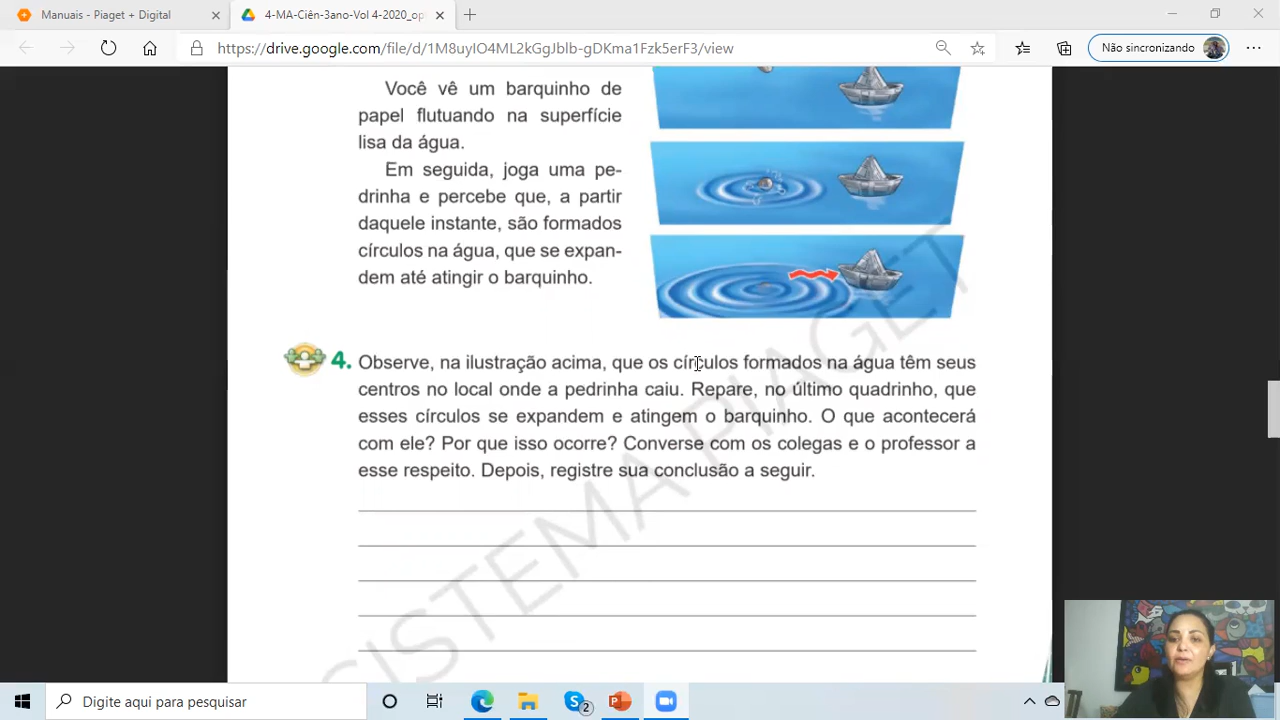 Manuais - Piaget + Digital
4-MA-Ciên-3ano-Vol 4-2020_op
https://drive.google.com/file/d/1M8uyIO4ML2kGgJblb-gDKma1Fzk5erF3/view
Não sincronizando
Você vê um barquinho de
papel flutuando na superfície
lisa da água.
Em seguida, joga uma pe-
drinha e percebe que, a partir
daquele instante, são formados
círculos na água, que se expan-
dem até atingir o barquinho.
4. Observe, na ilustração acima, que os círculos formados na água têm seus
centros no local onde a pedrinha caiu. Repare, no último quadrinho, que
esses círculos se expandem e atingem o barquinho. O que acontecerá
com ele? Por que isso ocorre? Converse com os colegas e o professor a
esse respeito. Depois, registre sua conclusão a seguir.
SISTEMA PIAGET
Digite aqui para pesquisar
2